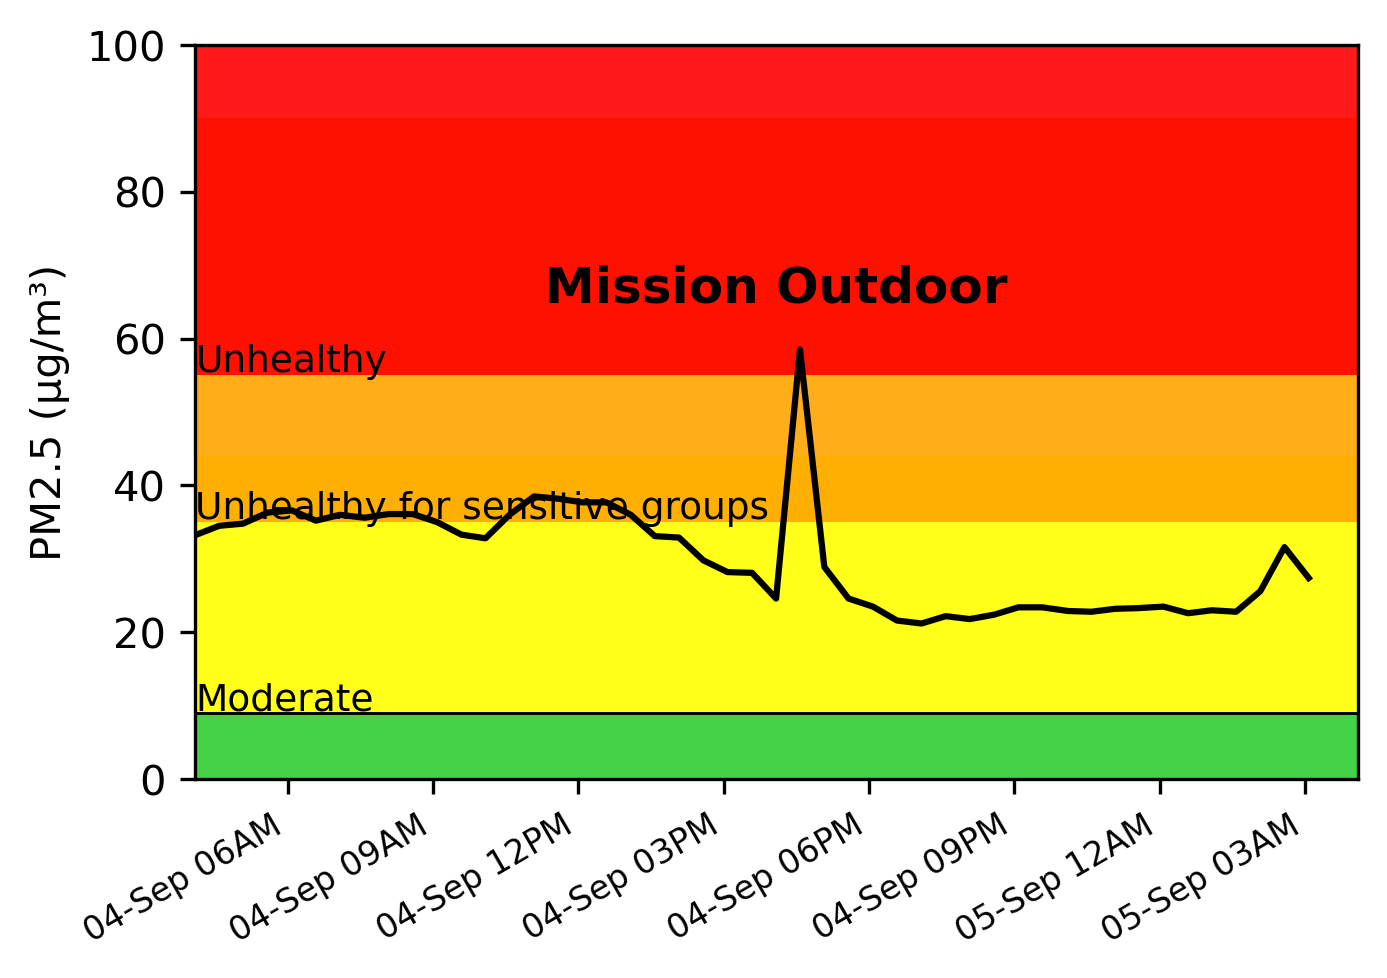 100
80
60
40
20
0
PM2.5 (µg/m³)
Mission Outdoor
Unhealthy
Unhealthy for sensitive groups
Moderate
04-Sep 06AM
04-Sep 09AM
04-Sep 12PM
04-Sep 03PM
04-Sep 06PM
04-Sep 09PM
05-Sep 12AM
05-Sep 03AM